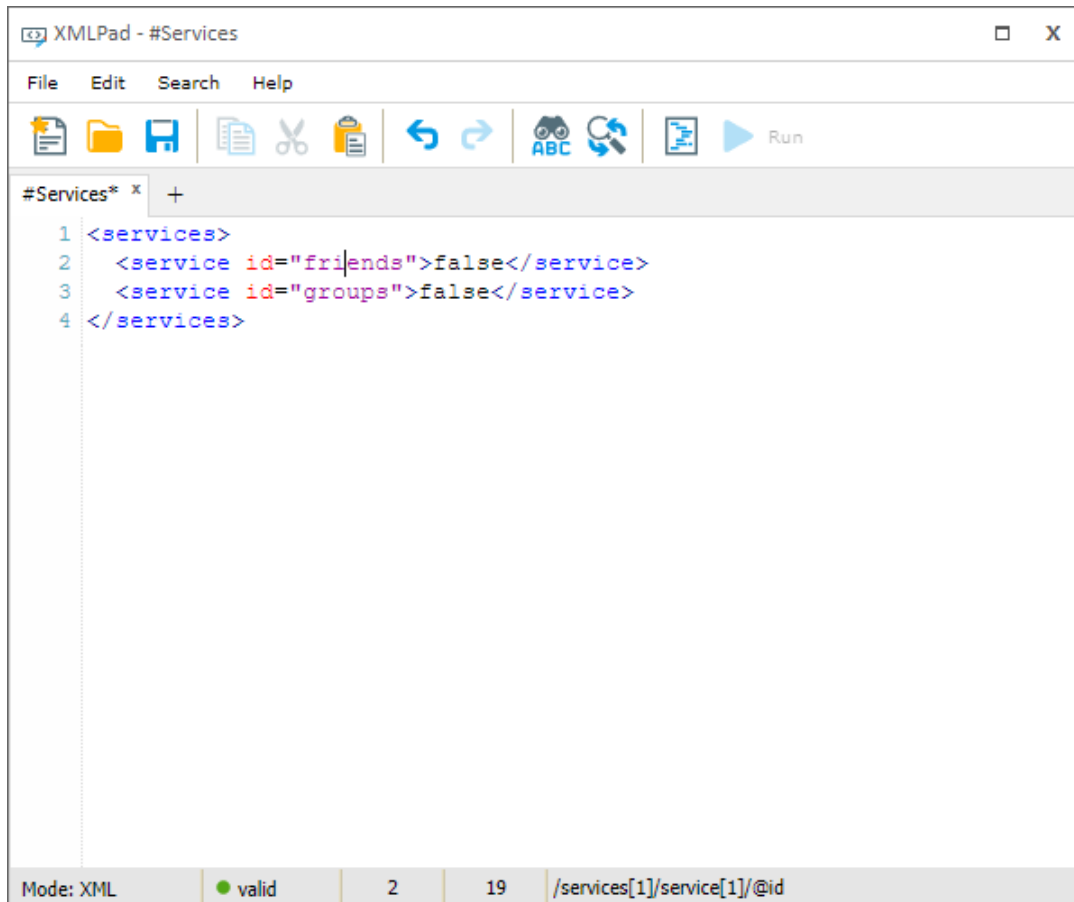 XMLPad - #Services X
File Edit Search Help
ABC Run
#Services* x +
1 <services>
2   <service id="friends">false</service>
3   <service id="groups">false</service>
4 </services>
Mode: XML valid 2 19 /services[1]/service[1]/@id